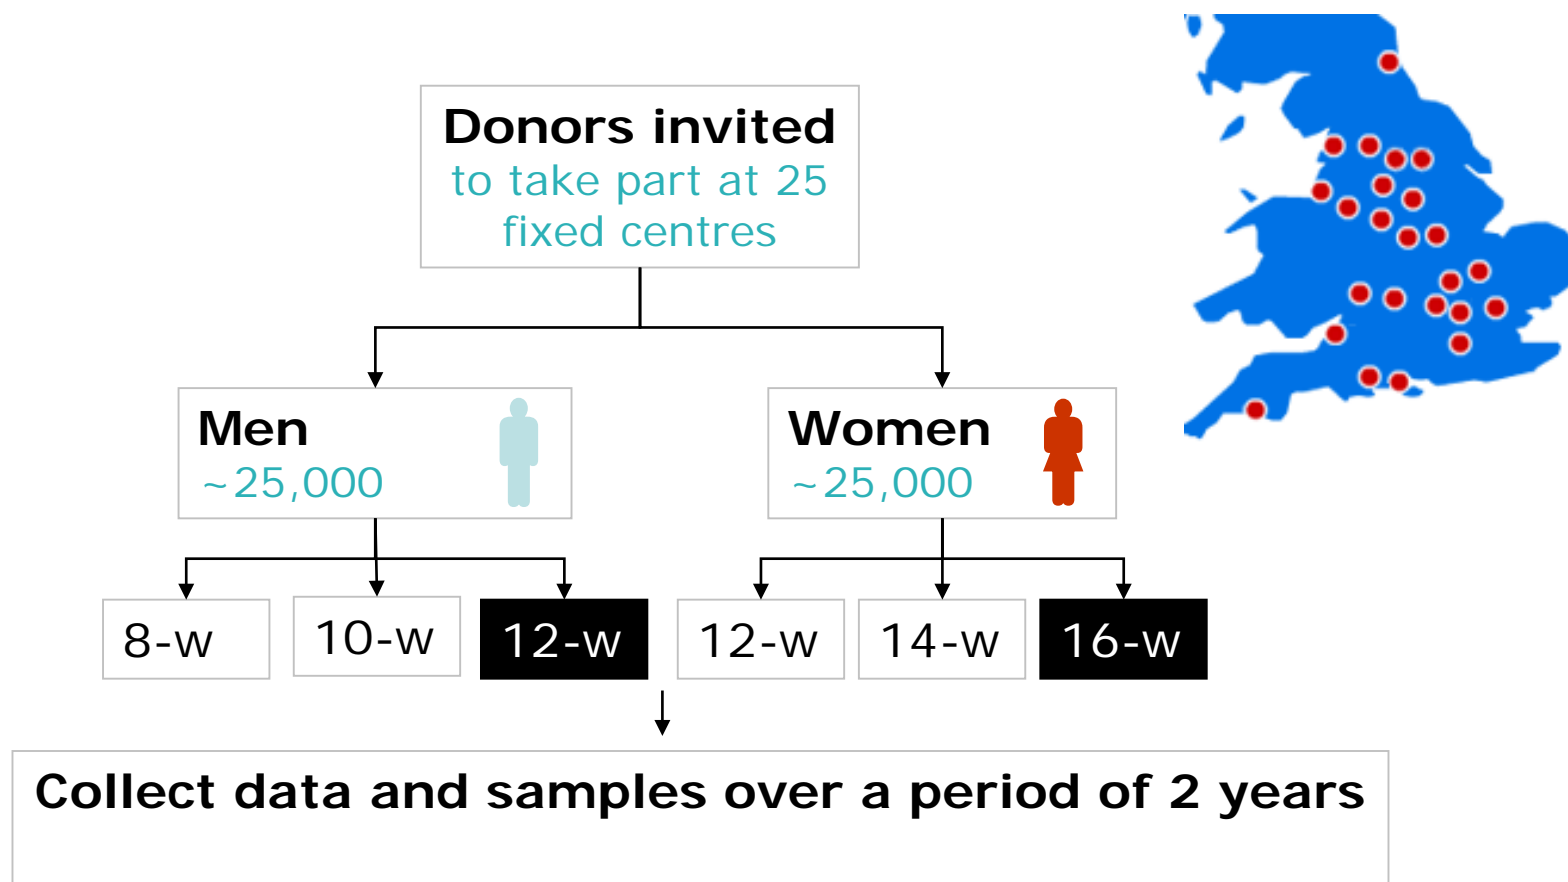 Donors invited
to take part at 25
fixed centres
Men
~25,000
Women
~25,000
8-w
10-w
12-w
12-w
14-w
16-w
Collect data and samples over a period of 2 years